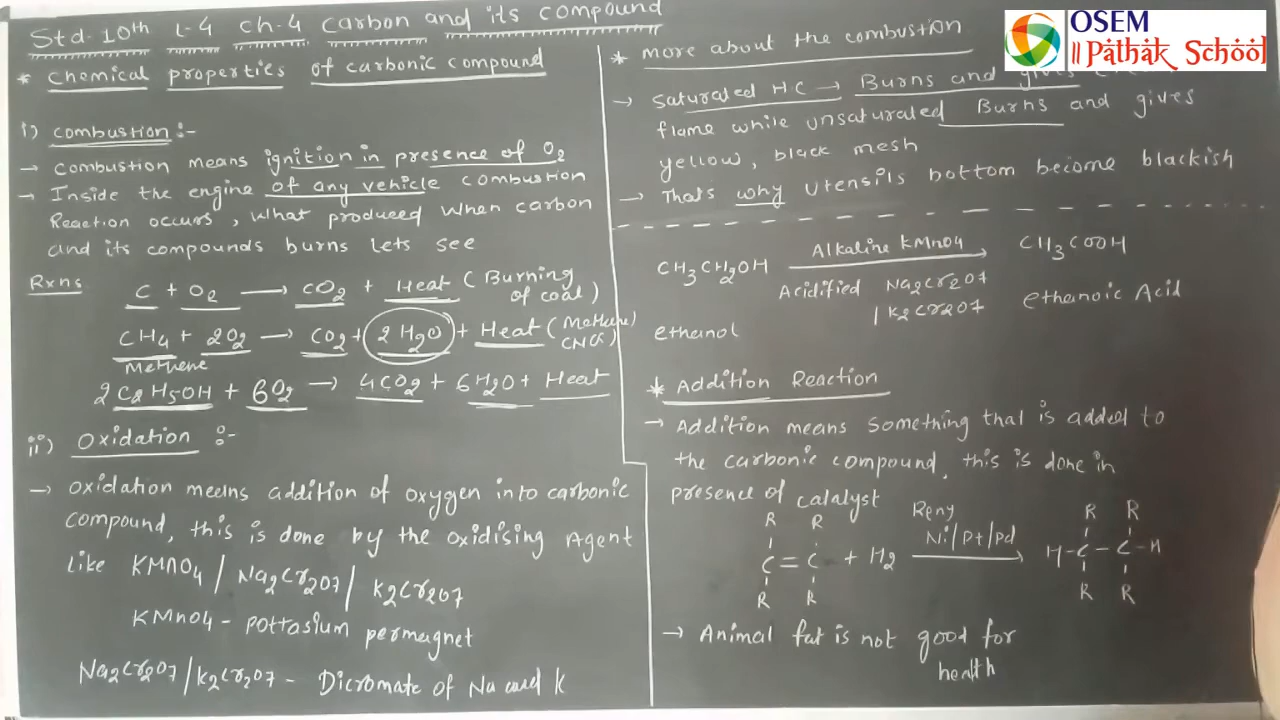 Std-10th L-4 Ch-4 Carbon and its compound
* Chemical properties of carbonic compound
i) combustion :-
→ combustion means ignition in presence of O2
→ Inside the engine of any vehicle combustion
Reaction occurs, what produced when carbon
and its compounds burns lets see
Rxns
C + O2 → CO2 + Heat (Burning of coal)
CH4 + 2O2 → CO2 + 2H2O + Heat (Methene) CNG)
Methene
2C2H5OH + 6O2 → 4CO2 + 6H2O + Heat
ii) Oxidation :-
→ Oxidation meens addition of oxygen into carbonic
compound, this is done by the oxidising Agent
like KMnO4 / Na2Cr2O7 / K2Cr2O7
KMnO4 - pottasium permagnet
Na2Cr2O7 / K2Cr2O7 - Dicromate of Na and K
* more about the combustion
→ Saturated HC → Burns and gives
flame while unsaturated Burns and gives
yellow, black mesh
→ That's why utensils bottom become blackish
CH3CH2OH Alkaline KMnO4 CH3COOH
Acidified Na2Cr2O7
/ K2Cr2O7 ethanoic Acid
ethanol
* Addition Reaction
→ Addition means something that is added to
the carbonic compound, this is done in
presence of catalyst
R R Reny R R
C = C + H2 Ni/Pt/Pd H-C-C-H
R R R R
→ Animal fat is not good for
health
OSEM
॥ Pathak School